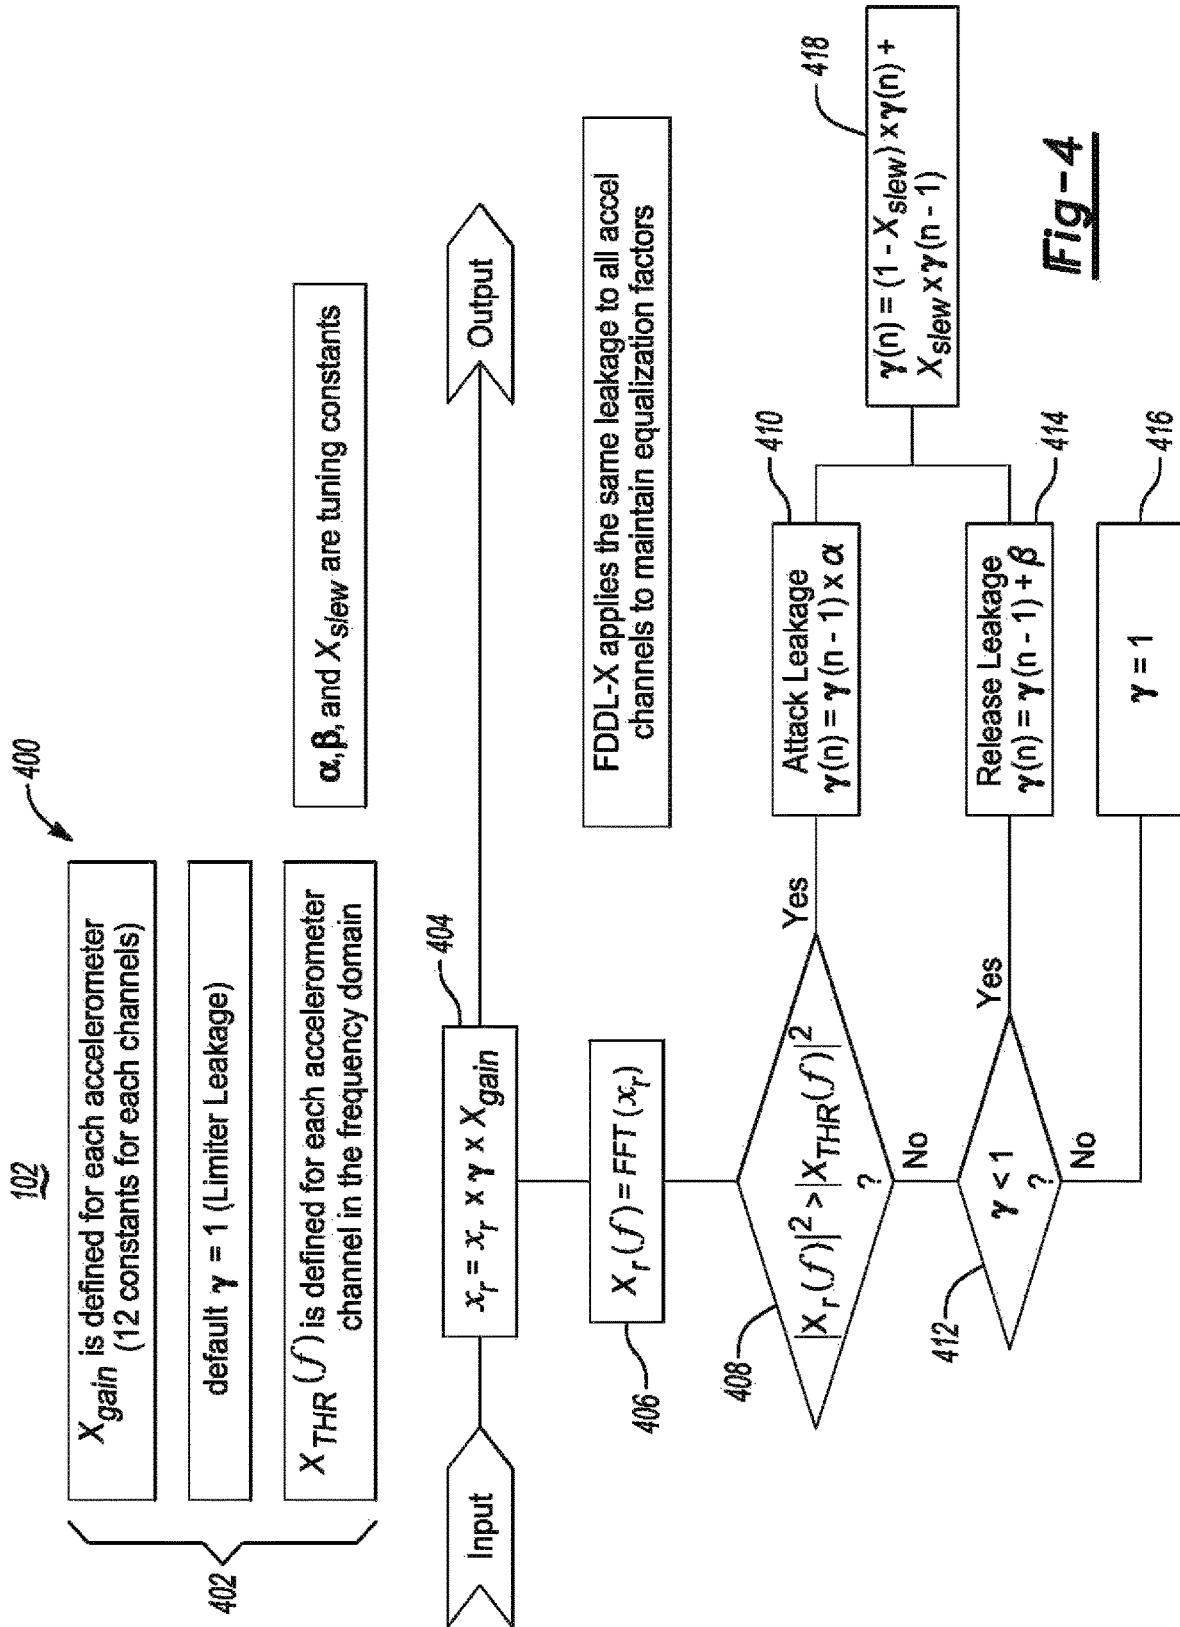 102
400
402
X_gain is defined for each accelerometer
(12 constants for each channels)
default γ = 1 (Limiter Leakage)
X_THR(f) is defined for each accelerometer
channel in the frequency domain
α, β, and X_slew are tuning constants
Input
404
x_r = x_r x γ x X_gain
Output
406
X_r(f) = FFT(x_r)
FDDL-X applies the same leakage to all accel
channels to maintain equalization factors
408
|X_r(f)|² > |X_THR(f)|²
?
Yes
No
410
Attack Leakage
γ(n) = γ(n - 1) x α
412
γ < 1
?
Yes
No
Release Leakage
γ(n) = γ(n - 1) + β
414
γ = 1
416
418
γ(n) = (1 - X_slew) x γ(n) +
X_slew x γ(n - 1)
Fig-4